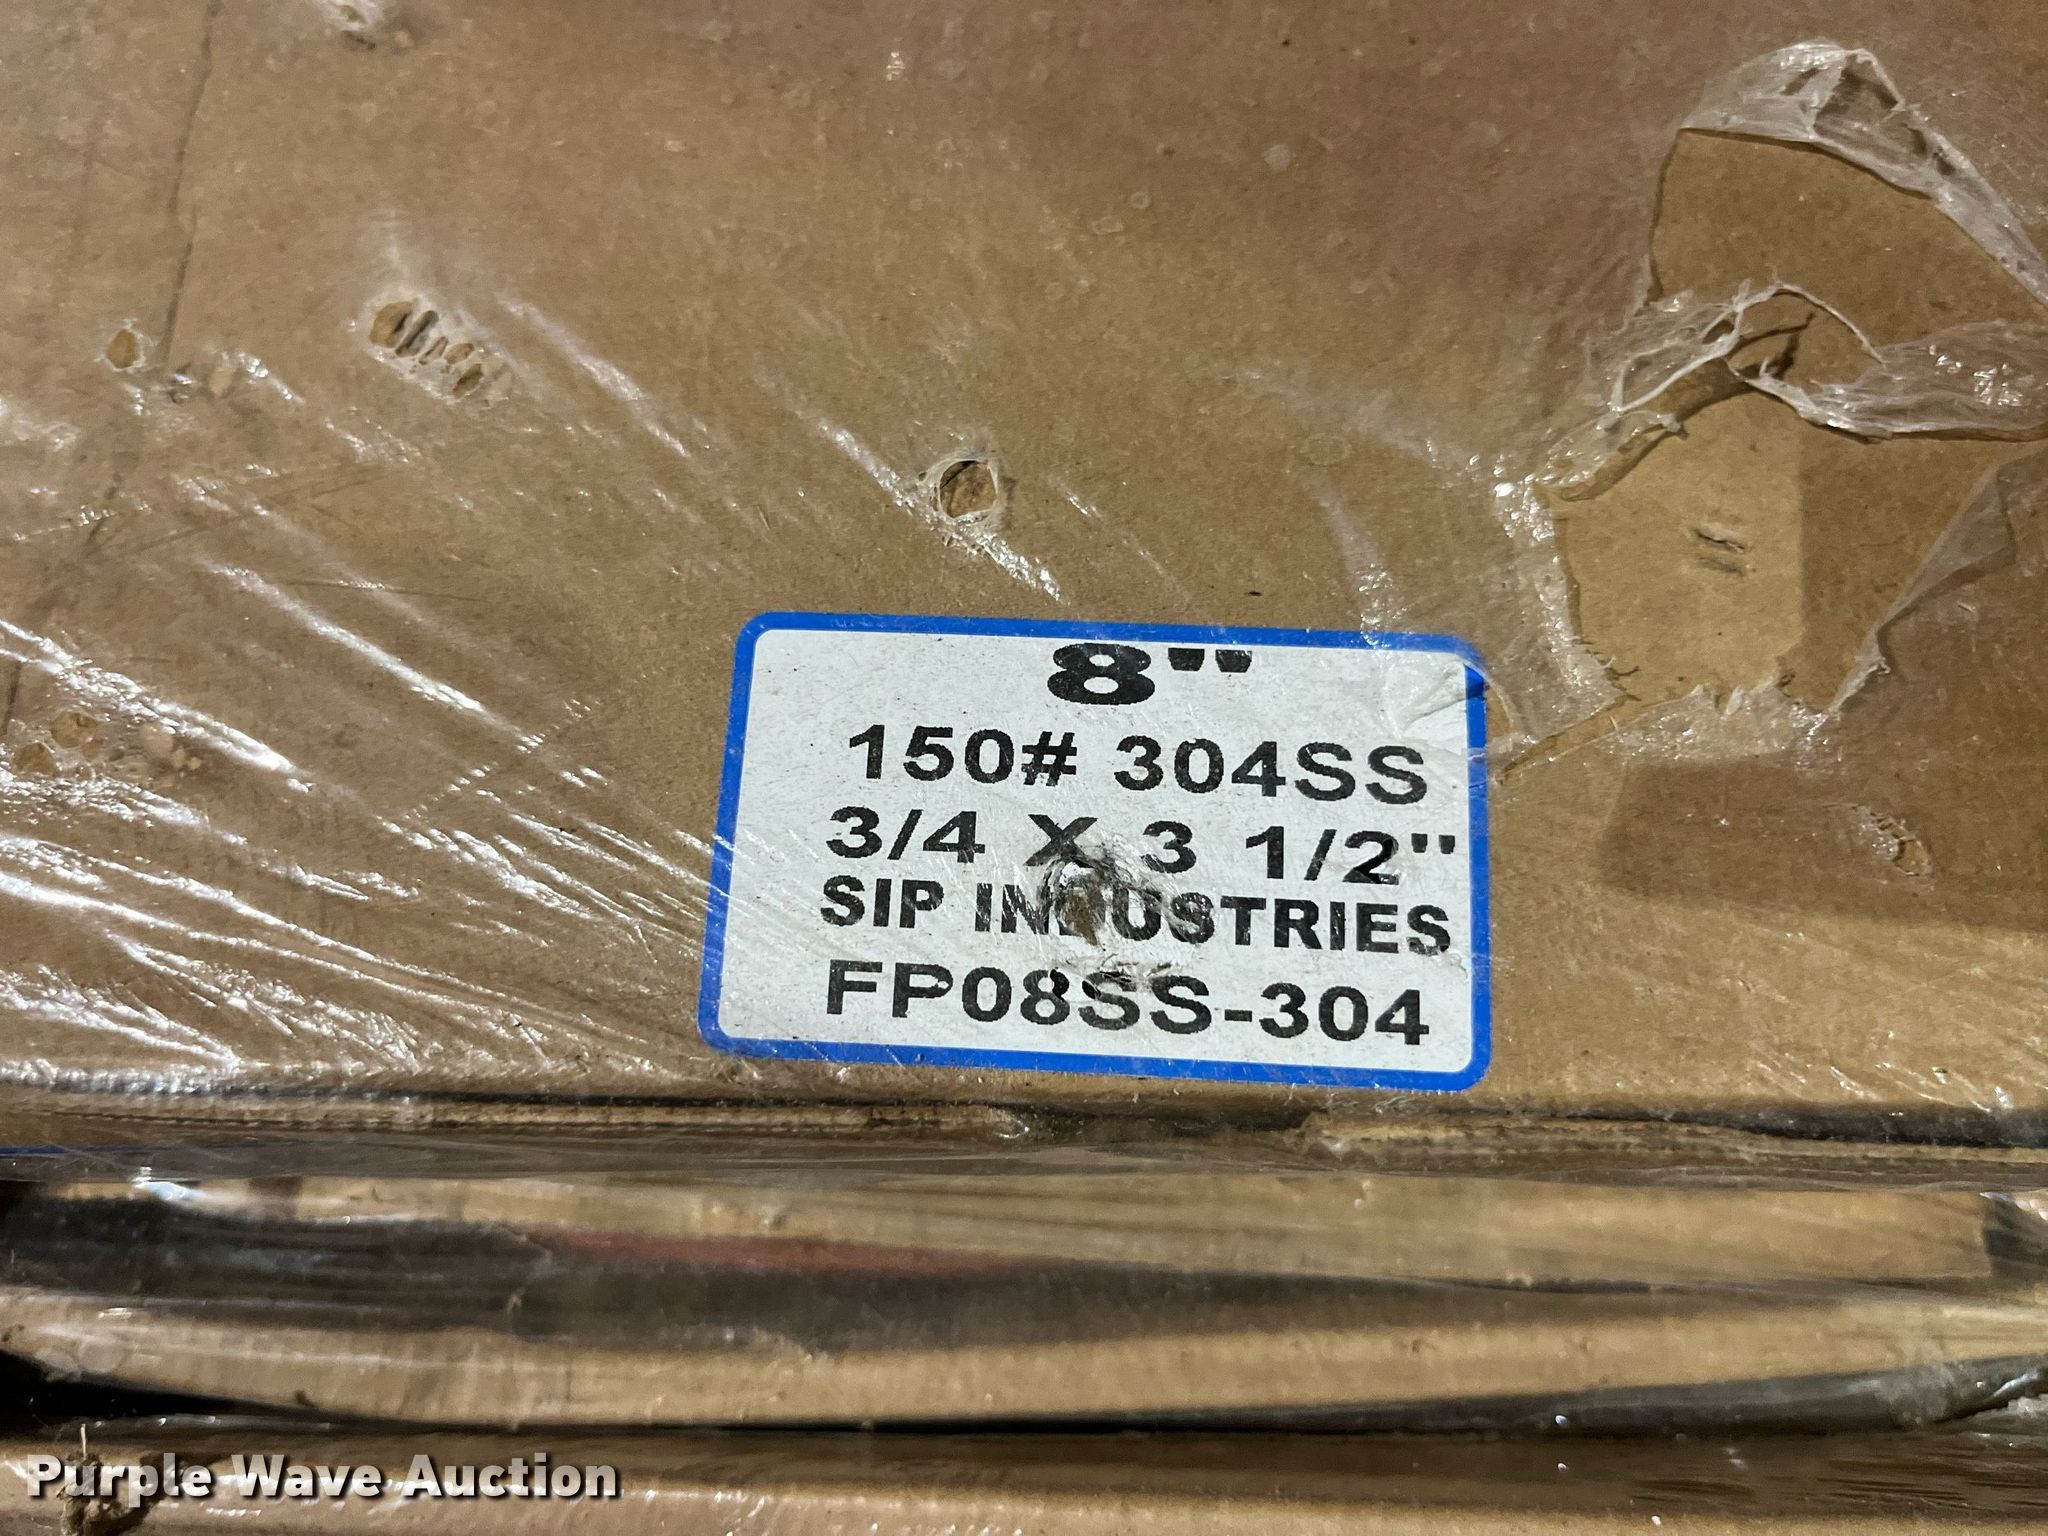 8"
150# 304SS
3/4 X 3 1/2"
SIP INDUSTRIES
FP08SS-304
Purple Wave Auction